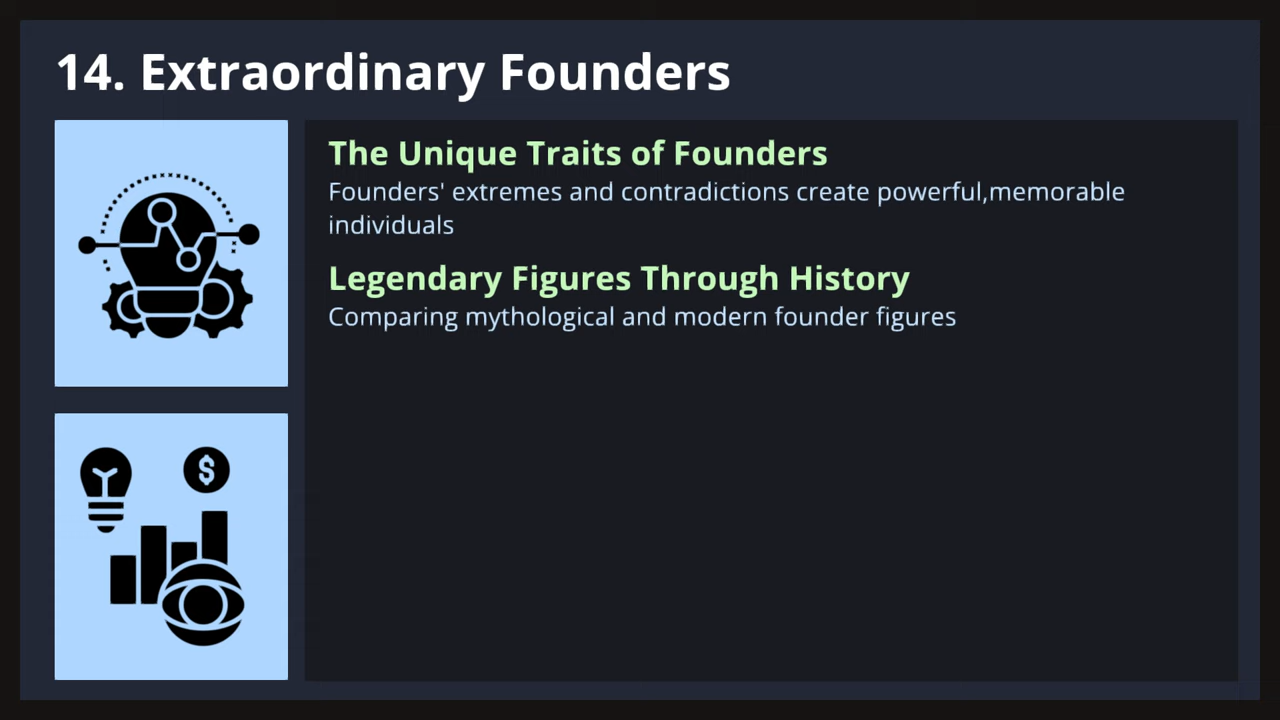 14. Extraordinary Founders
The Unique Traits of Founders
Founders' extremes and contradictions create powerful,memorable
individuals
Legendary Figures Through History
Comparing mythological and modern founder figures
$